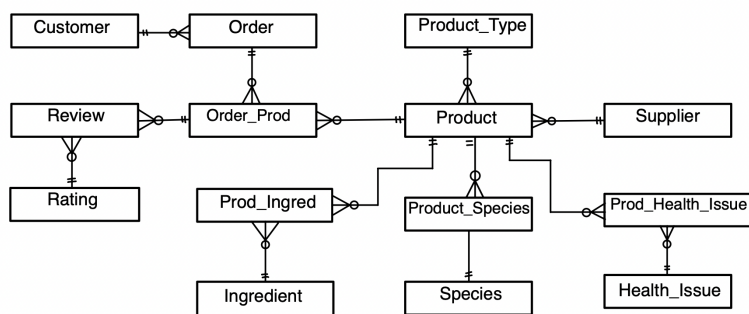 Customer
Order
Product_Type
Review
Order_Prod
Product
Supplier
Rating
Prod_Ingred
Product_Species
Prod_Health_Issue
Ingredient
Species
Health_Issue